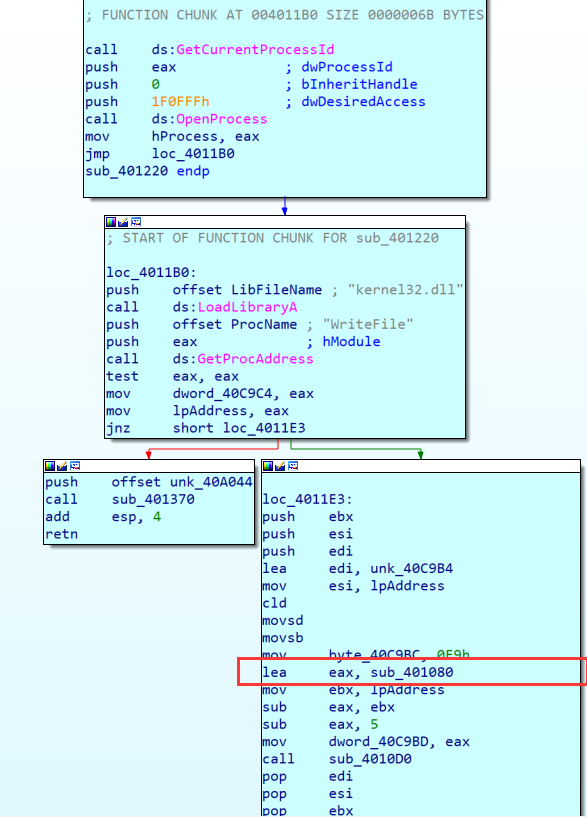 ; FUNCTION CHUNK AT 004011B0 SIZE 0000006B BYTES
call ds:GetCurrentProcessId
push eax ; dwProcessId
push 0 ; bInheritHandle
push 1F0FFFh ; dwDesiredAccess
call ds:OpenProcess
mov hProcess, eax
jmp loc_4011B0
sub_401220 endp
; START OF FUNCTION CHUNK FOR sub_401220
loc_4011B0:
push offset LibFileName ; "kernel32.dll"
call ds:LoadLibraryA
push offset ProcName ; "WriteFile"
push eax ; hModule
call ds:GetProcAddress
test eax, eax
mov dword_40C9C4, eax
mov lpAddress, eax
jnz short loc_4011E3
push offset unk_40A044
call sub_401370
add esp, 4
retn
loc_4011E3:
push ebx
push esi
push edi
lea edi, unk_40C9B4
mov esi, lpAddress
cld
movsd
movsb
mov byte_40C9BC, 0E9h
lea eax, sub_401080
mov ebx, lpAddress
sub eax, ebx
sub eax, 5
mov dword_40C9BD, eax
call sub_4010D0
pop edi
pop esi
pop ebx